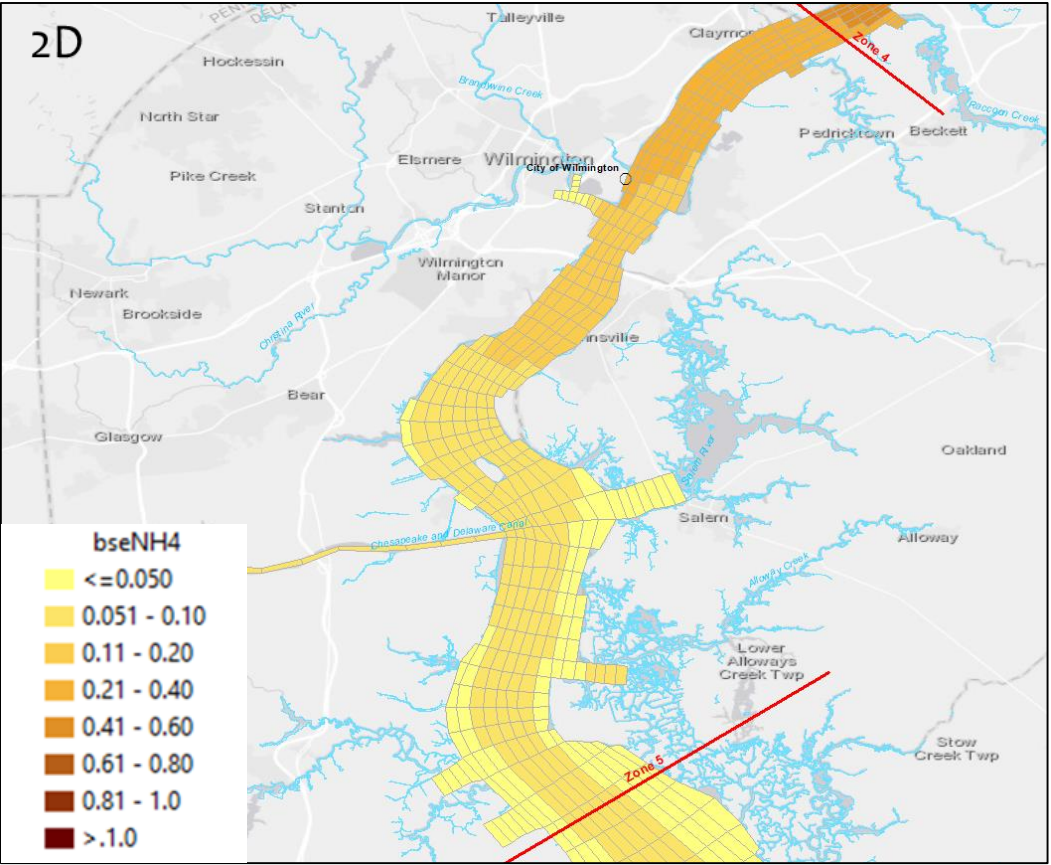 2D
PENN
DELAW
Talleyville
Claymont
Zone 4
Hockessin
Brandywine Creek
Raccoon Creek
North Star
Pedricktown
Beckett
Elsmere
Wilmington
City of Wilmington
Pike Creek
Stanton
Wilmington
Manor
Newark
Brookside
Christina River
nnsville
Bear
Glasgow
Oakland
Salem River
Salem
Chesapeake and Delaware Canal
Alloway
Alloway Creek
bseNH4
<=0.050
0.051 - 0.10
0.11 - 0.20
0.21 - 0.40
0.41 - 0.60
0.61 - 0.80
0.81 - 1.0
>.1.0
Lower
Alloways
Creek Twp
Stow
Creek Twp
Zone 5